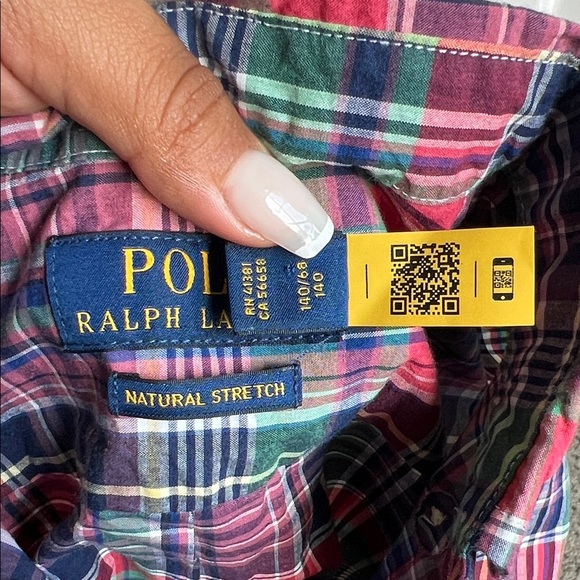 POL
RALPH LA
NATURAL STRETCH
RN 41381
CA 56658
140/68
140